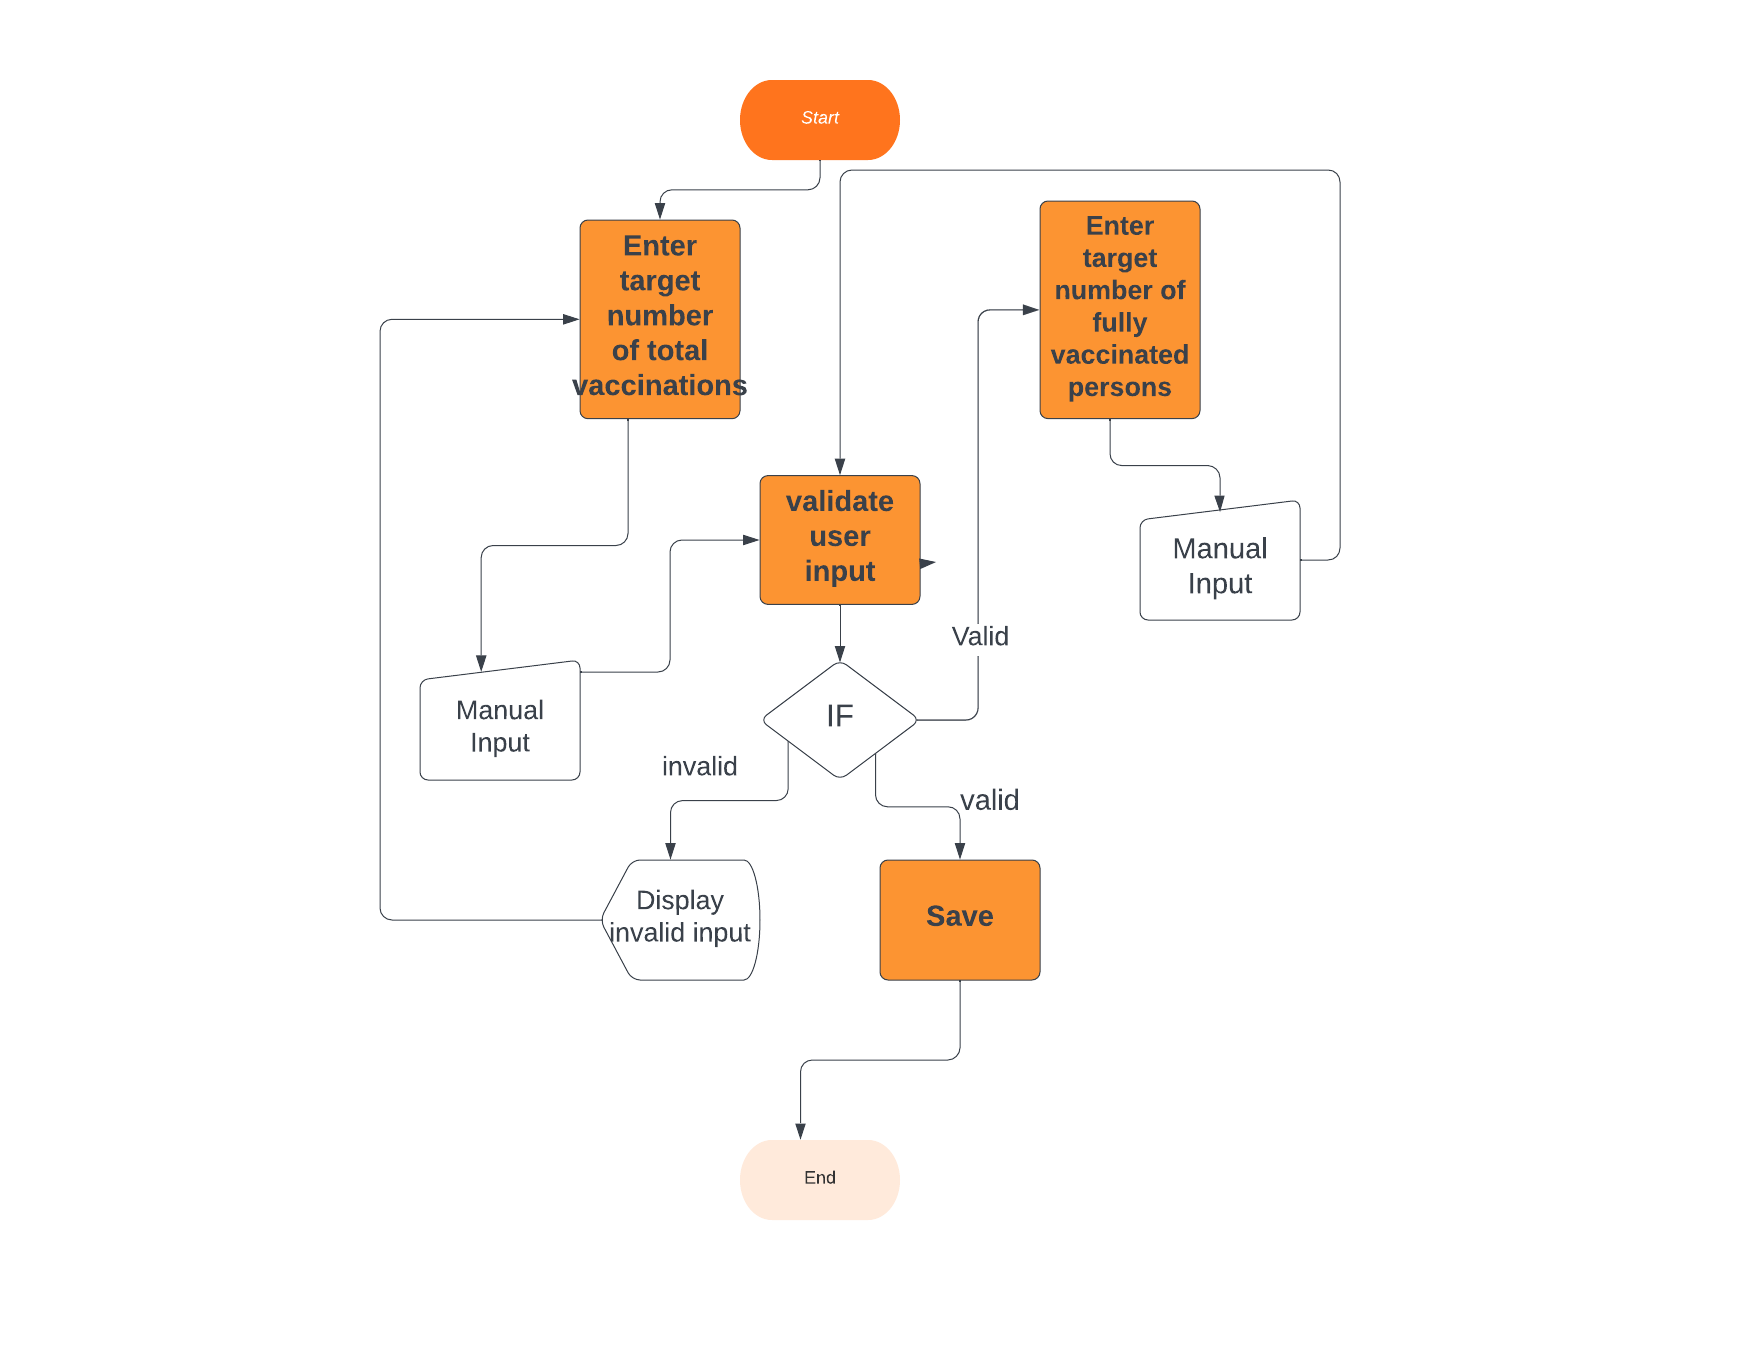 Start
Enter
target
number
of total
vaccinations
Enter
target
number of
fully
vaccinated
persons
validate
user
input
Manual
Input
Valid
Manual
Input
IF
invalid
valid
Display
invalid input
Save
End